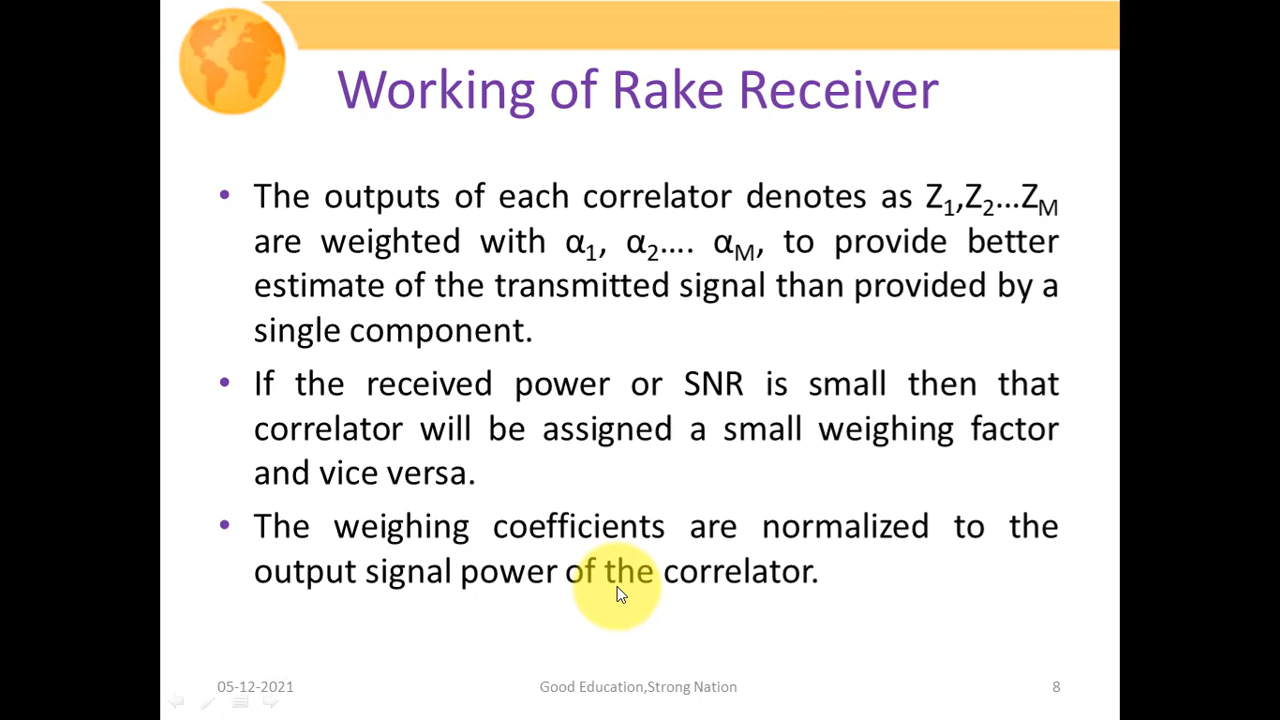 Working of Rake Receiver
• The outputs of each correlator denotes as Z₁,Z₂...Z_M
are weighted with α₁, α₂.... α_M, to provide better
estimate of the transmitted signal than provided by a
single component.
• If the received power or SNR is small then that
correlator will be assigned a small weighing factor
and vice versa.
• The weighing coefficients are normalized to the
output signal power of the correlator.
05-12-2021 Good Education,Strong Nation 8